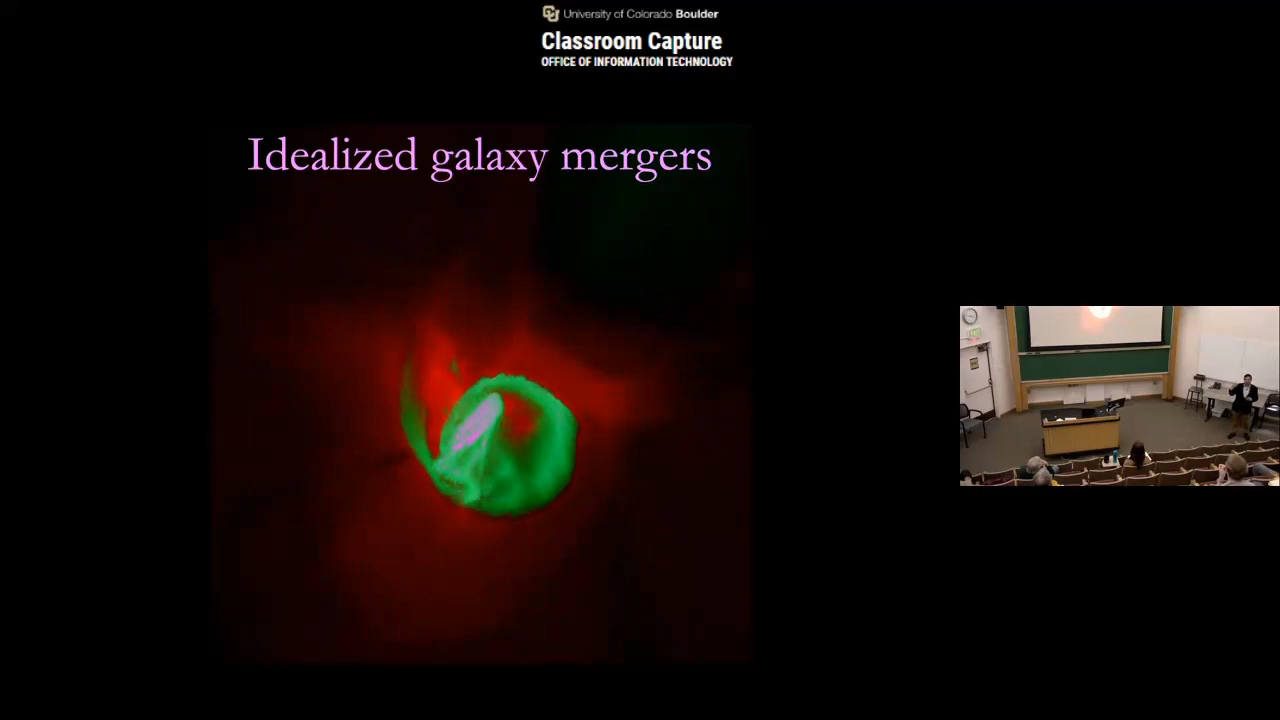 University of Colorado Boulder
Classroom Capture
OFFICE OF INFORMATION TECHNOLOGY
Idealized galaxy mergers